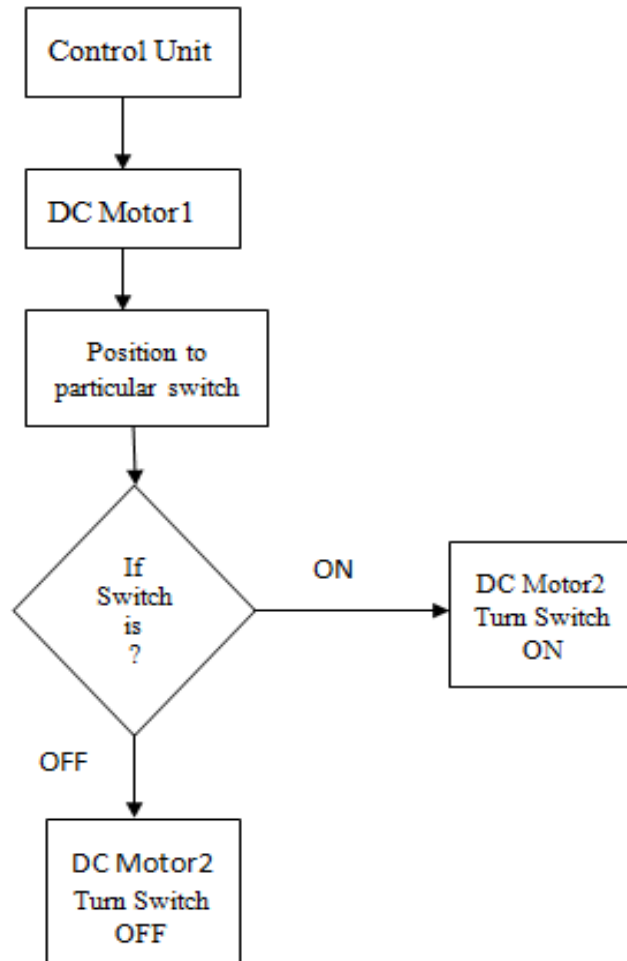 Control Unit
DC Motor1
Position to
particular switch
If
Switch
is
?
ON
DC Motor2
Turn Switch
ON
OFF
DC Motor2
Turn Switch
OFF